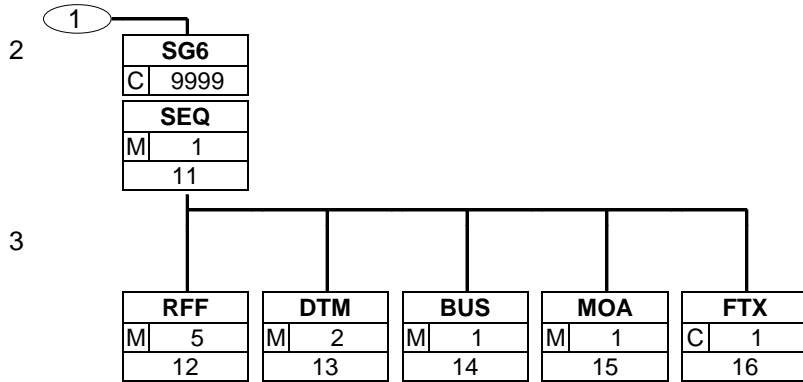 1
2
SG6
C 9999
SEQ
M 1
11
3
RFF DTM BUS MOA FTX
M 5 M 2 M 1 M 1 C 1
12 13 14 15 16